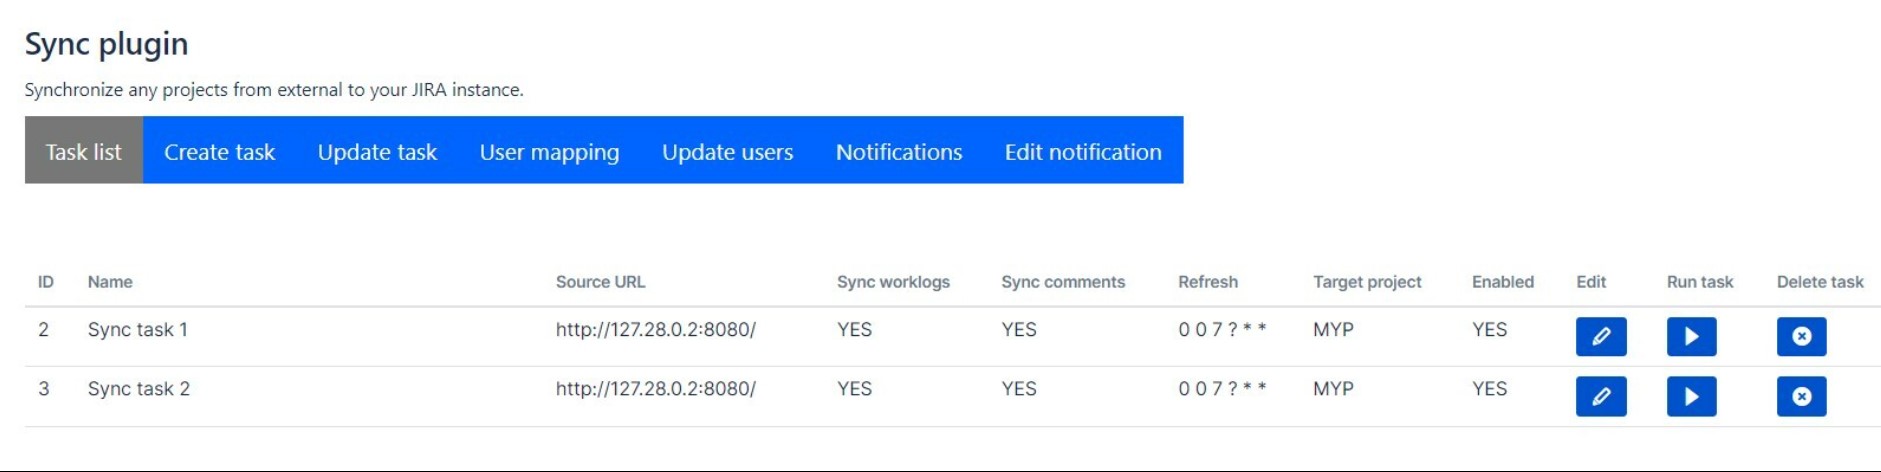 Sync plugin
Synchronize any projects from external to your JIRA instance.
Task list Create task Update task User mapping Update users Notifications Edit notification
ID Name Source URL Sync worklogs Sync comments Refresh Target project Enabled Edit Run task Delete task
2 Sync task 1 http://127.28.0.2:8080/ YES YES 0 0 7 ? * * MYP YES
3 Sync task 2 http://127.28.0.2:8080/ YES YES 0 0 7 ? * * MYP YES